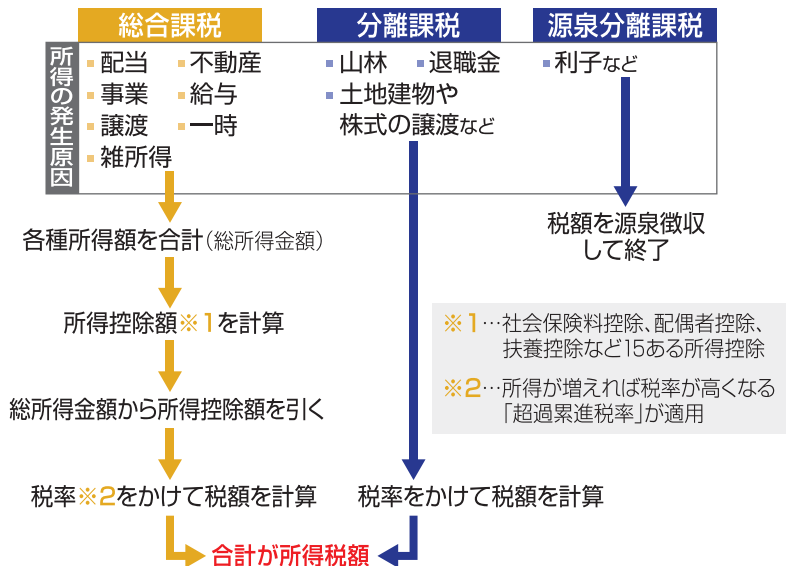 総合課税
分離課税
源泉分離課税
所得の発生原因
配当
不動産
事業
給与
譲渡
一時
雑所得
山林
退職金
土地建物や
株式の譲渡など
利子など
各種所得額を合計(総所得金額)
所得控除額※1を計算
総所得金額から所得控除額を引く
税率※2をかけて税額を計算
税率をかけて税額を計算
税額を源泉徴収
して終了
※1…社会保険料控除、配偶者控除、
扶養控除など15ある所得控除
※2…所得が増えれば税率が高くなる
「超過累進税率」が適用
合計が所得税額